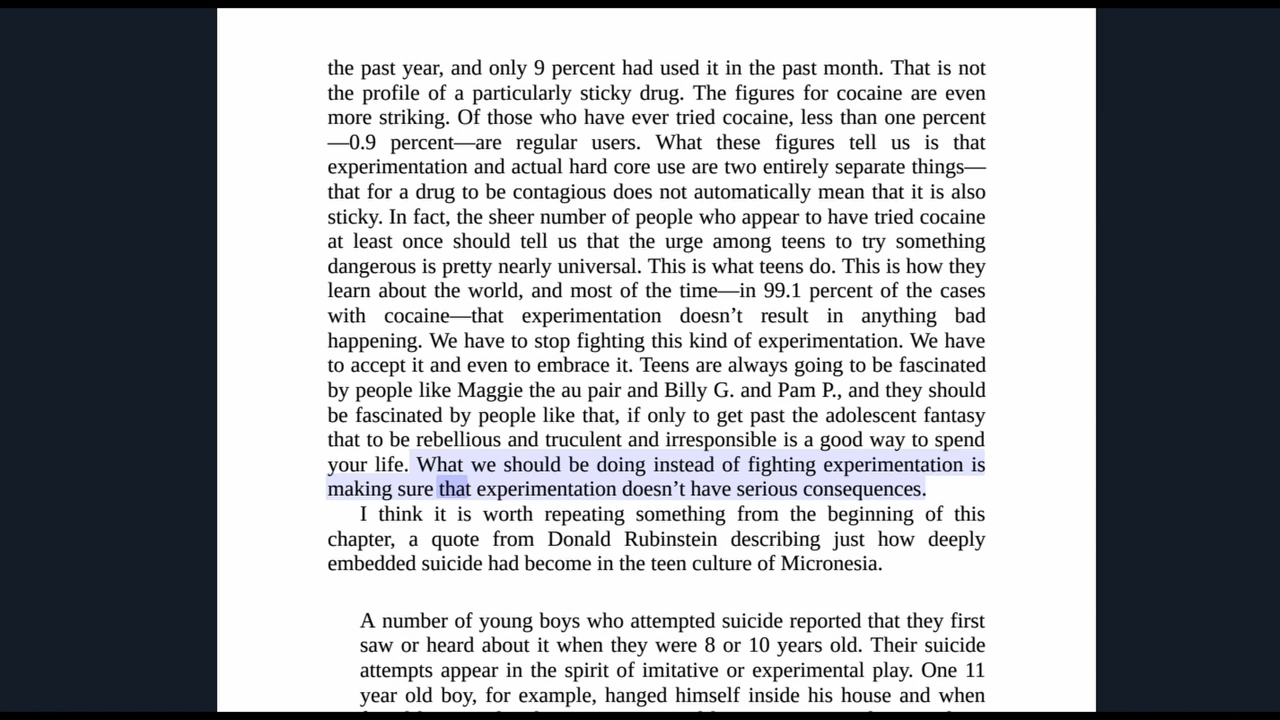 the past year, and only 9 percent had used it in the past month. That is not
the profile of a particularly sticky drug. The figures for cocaine are even
more striking. Of those who have ever tried cocaine, less than one percent
—0.9 percent—are regular users. What these figures tell us is that
experimentation and actual hard core use are two entirely separate things—
that for a drug to be contagious does not automatically mean that it is also
sticky. In fact, the sheer number of people who appear to have tried cocaine
at least once should tell us that the urge among teens to try something
dangerous is pretty nearly universal. This is what teens do. This is how they
learn about the world, and most of the time—in 99.1 percent of the cases
with cocaine—that experimentation doesn’t result in anything bad
happening. We have to stop fighting this kind of experimentation. We have
to accept it and even to embrace it. Teens are always going to be fascinated
by people like Maggie the au pair and Billy G. and Pam P., and they should
be fascinated by people like that, if only to get past the adolescent fantasy
that to be rebellious and truculent and irresponsible is a good way to spend
your life. What we should be doing instead of fighting experimentation is
making sure that experimentation doesn’t have serious consequences.
I think it is worth repeating something from the beginning of this
chapter, a quote from Donald Rubinstein describing just how deeply
embedded suicide had become in the teen culture of Micronesia.
A number of young boys who attempted suicide reported that they first
saw or heard about it when they were 8 or 10 years old. Their suicide
attempts appear in the spirit of imitative or experimental play. One 11
year old boy, for example, hanged himself inside his house and when